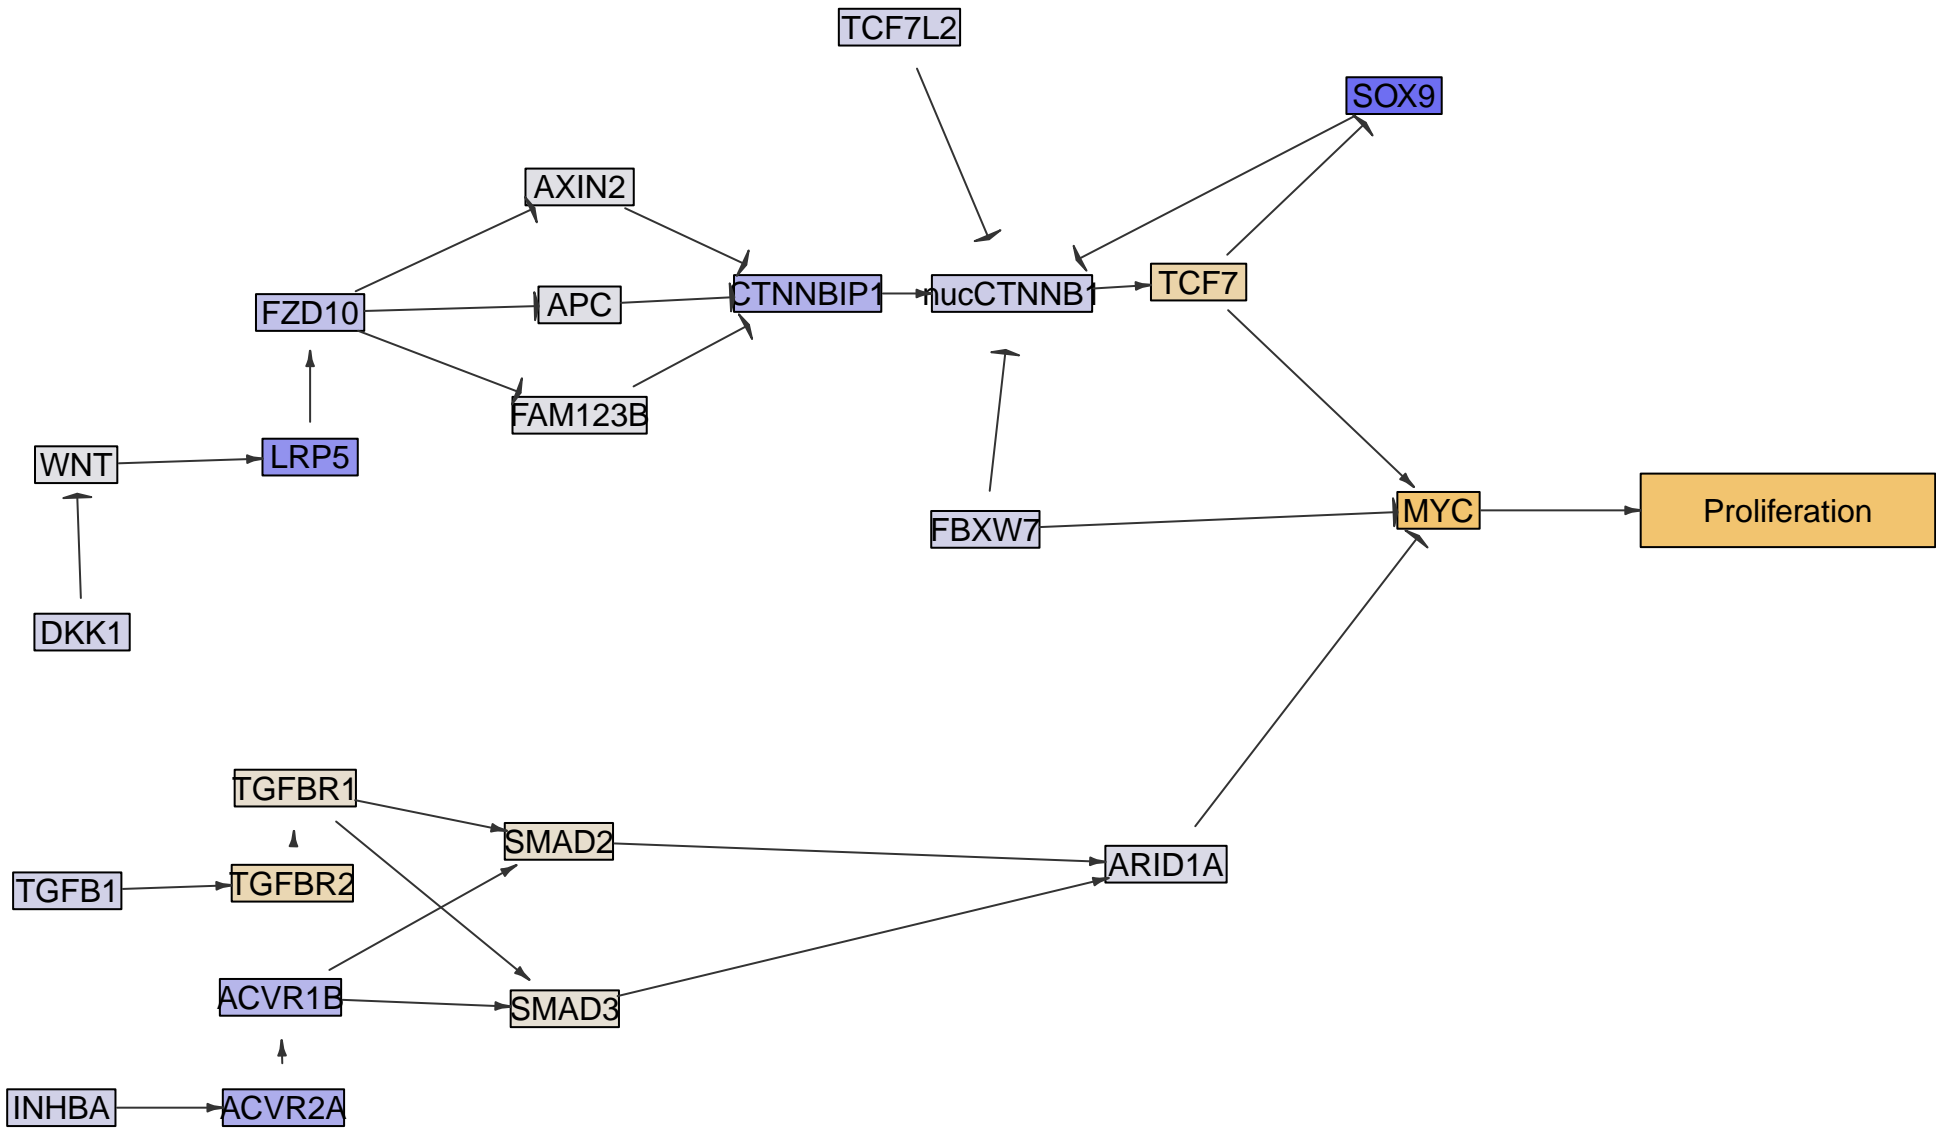 TCF7L2
SOX9
AXIN2
FZD10
APC
CTNNBIP1
nucCTNNB1
TCF7
FAM123B
WNT
LRP5
FBXW7
MYC
Proliferation
DKK1
TGFBR1
SMAD2
ARID1A
TGFB1
TGFBR2
ACVR1B
SMAD3
INHBA
ACVR2A